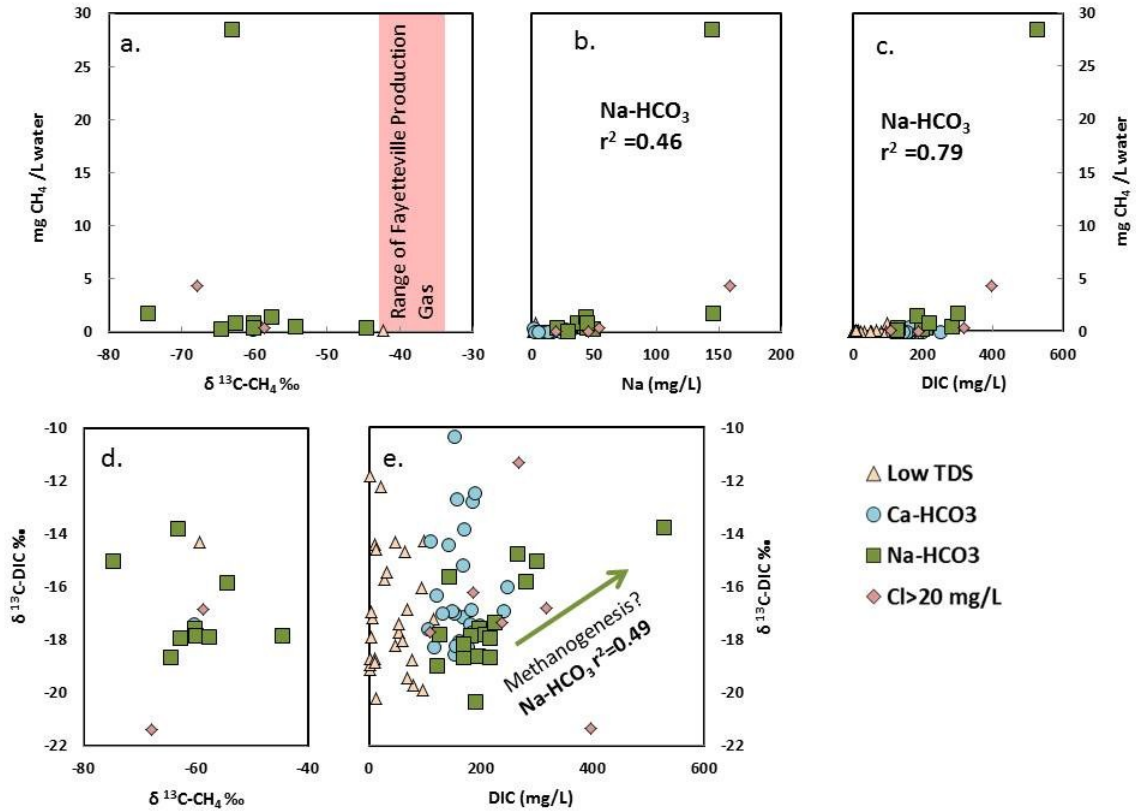 a.
30
25
20
15
10
5
0
mg CH₄ /L water
Range of Fayetteville Production
Gas
-80 -70 -60 -50 -40 -30
δ ¹³C-CH₄ ‰
b.
Na-HCO₃
r² =0.46
0 50 100 150 200
Na (mg/L)
c.
Na-HCO₃
r² =0.79
30
25
20
15
10
5
0
mg CH₄ /L water
0 200 400 600
DIC (mg/L)
d.
-10
-12
-14
-16
-18
-20
-22
δ ¹³C-DIC ‰
-80 -60 -40
δ ¹³C-CH₄ ‰
e.
Methanogenesis?
Na-HCO₃ r²=0.49
-10
-12
-14
-16
-18
-20
-22
δ ¹³C-DIC ‰
0 200 400 600
DIC (mg/L)
Low TDS
Ca-HCO3
Na-HCO3
Cl>20 mg/L